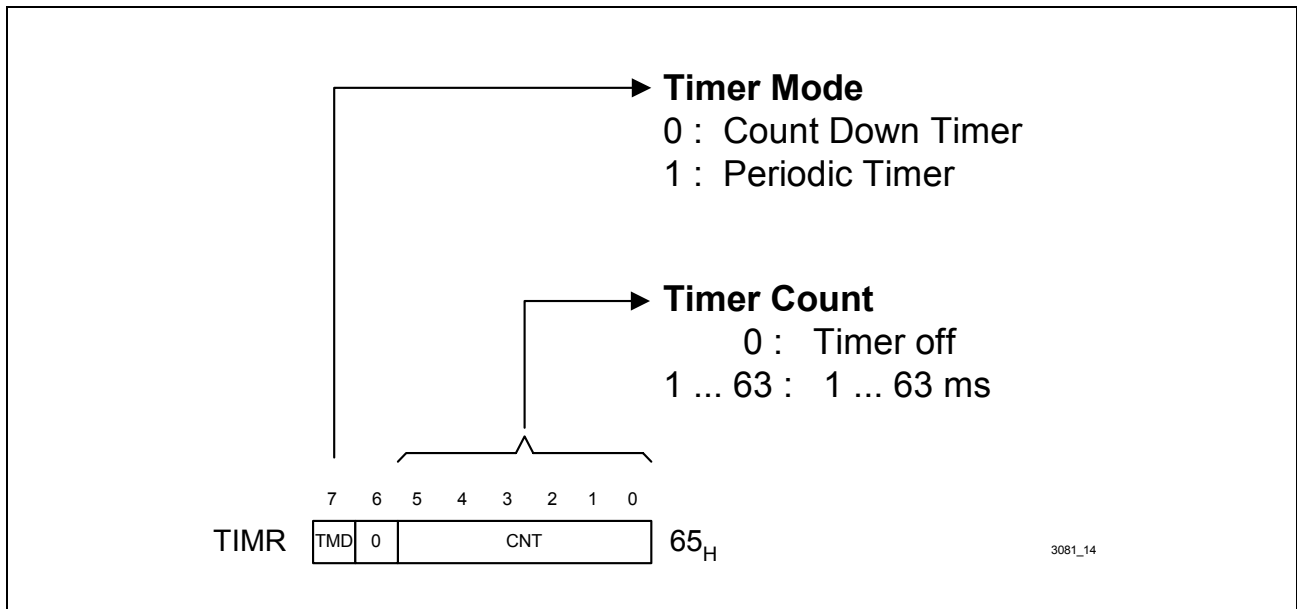 Timer Mode
0 : Count Down Timer
1 : Periodic Timer
Timer Count
0 : Timer off
1 ... 63 : 1 ... 63 ms
7 6 5 4 3 2 1 0
TIMR TMD 0 CNT 65H
3081_14